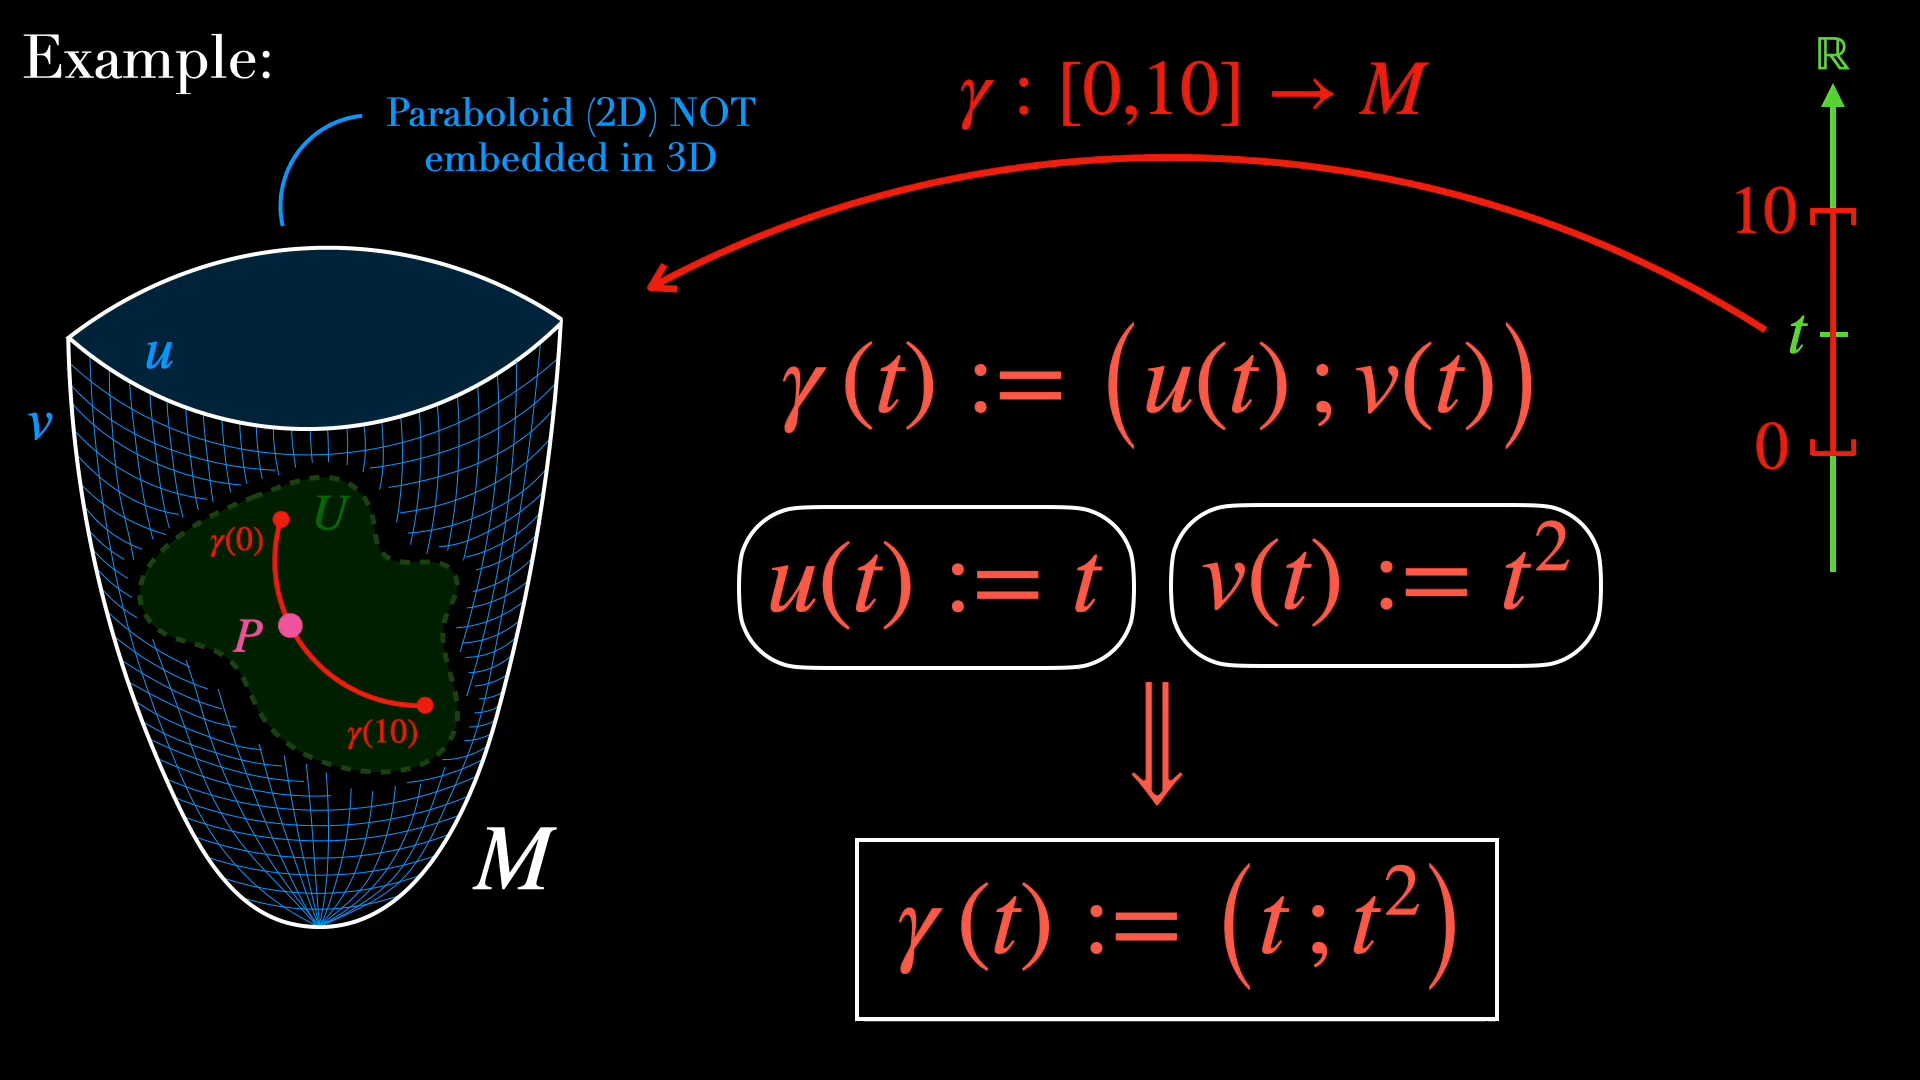 Example:
Paraboloid (2D) NOT
embedded in 3D
γ : [0,10] → M
ℝ
10
t
0
u
v
γ(t) := (u(t) ; v(t))
U
γ(0)
P
γ(10)
u(t) := t
v(t) := t²
⇓
M
γ(t) := (t ; t²)